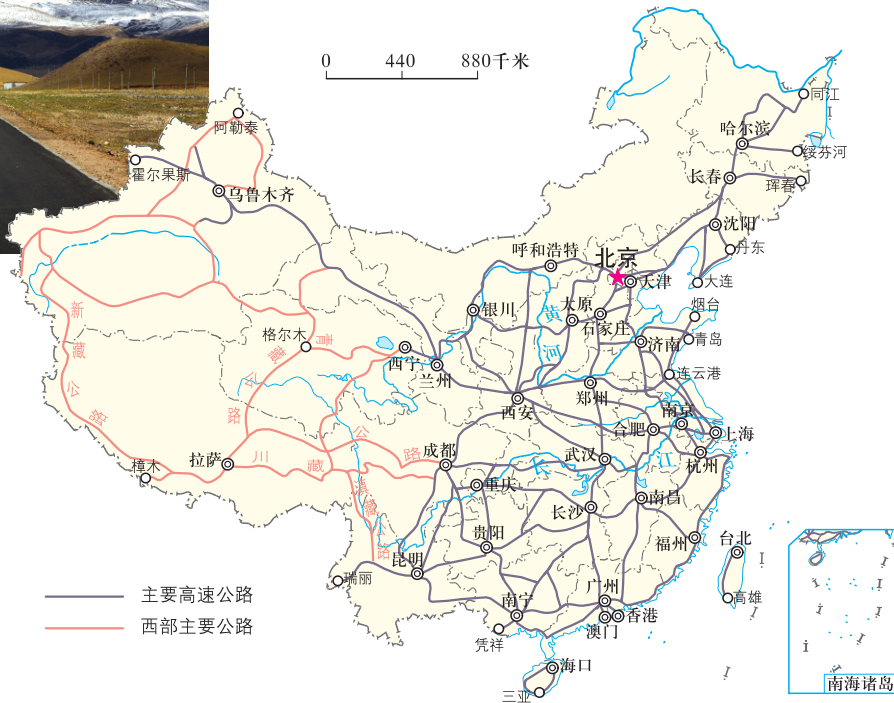 0 440 880千米
同江
阿勒泰
哈尔滨
绥芬河
霍尔果斯
长春
珲春
乌鲁木齐
沈阳
丹东
呼和浩特
北京
天津
大连
新藏公路
银川
黄河
太原
石家庄
烟台
格尔木
青藏公路
西宁
济南
青岛
兰州
连云港
西安
郑州
南京
合肥
上海
川藏公路
成都
武汉
长江
杭州
拉萨
樟木
重庆
南昌
长沙
滇藏公路
贵阳
福州
台北
昆明
瑞丽
高雄
主要高速公路
西部主要公路
广州
南宁
香港
澳门
凭祥
海口
三亚
南海诸岛